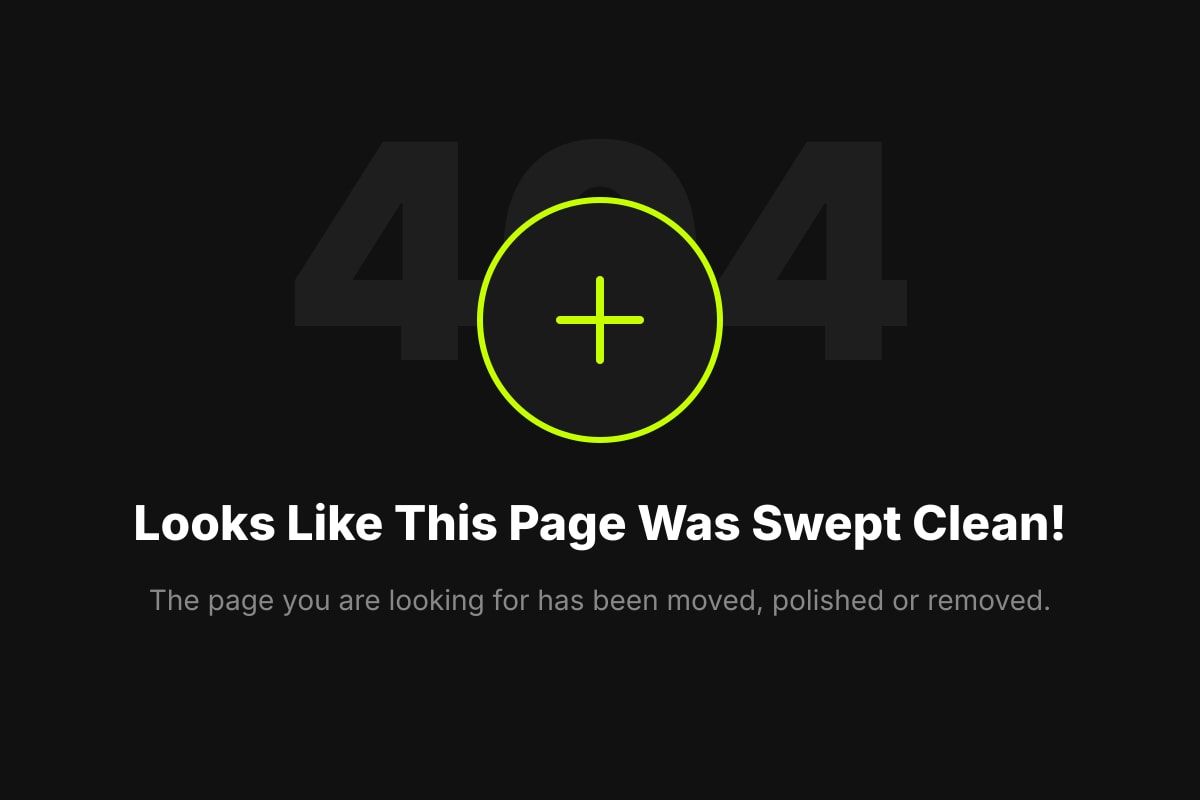 404
Looks Like This Page Was Swept Clean!
The page you are looking for has been moved, polished or removed.